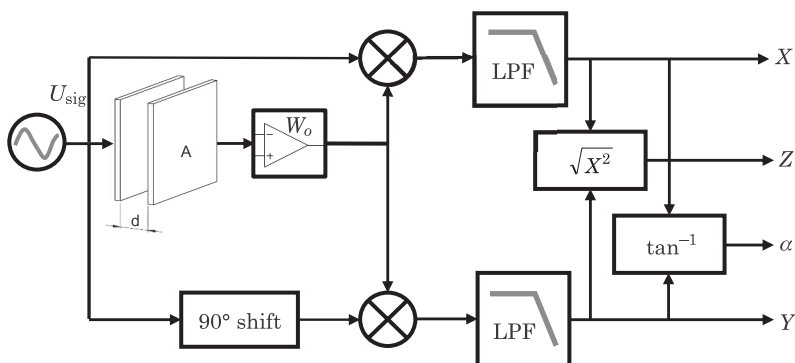 U_sig
A
d
W_o
−
+
90° shift
LPF
LPF
√X²
tan⁻¹
X
Z
α
Y